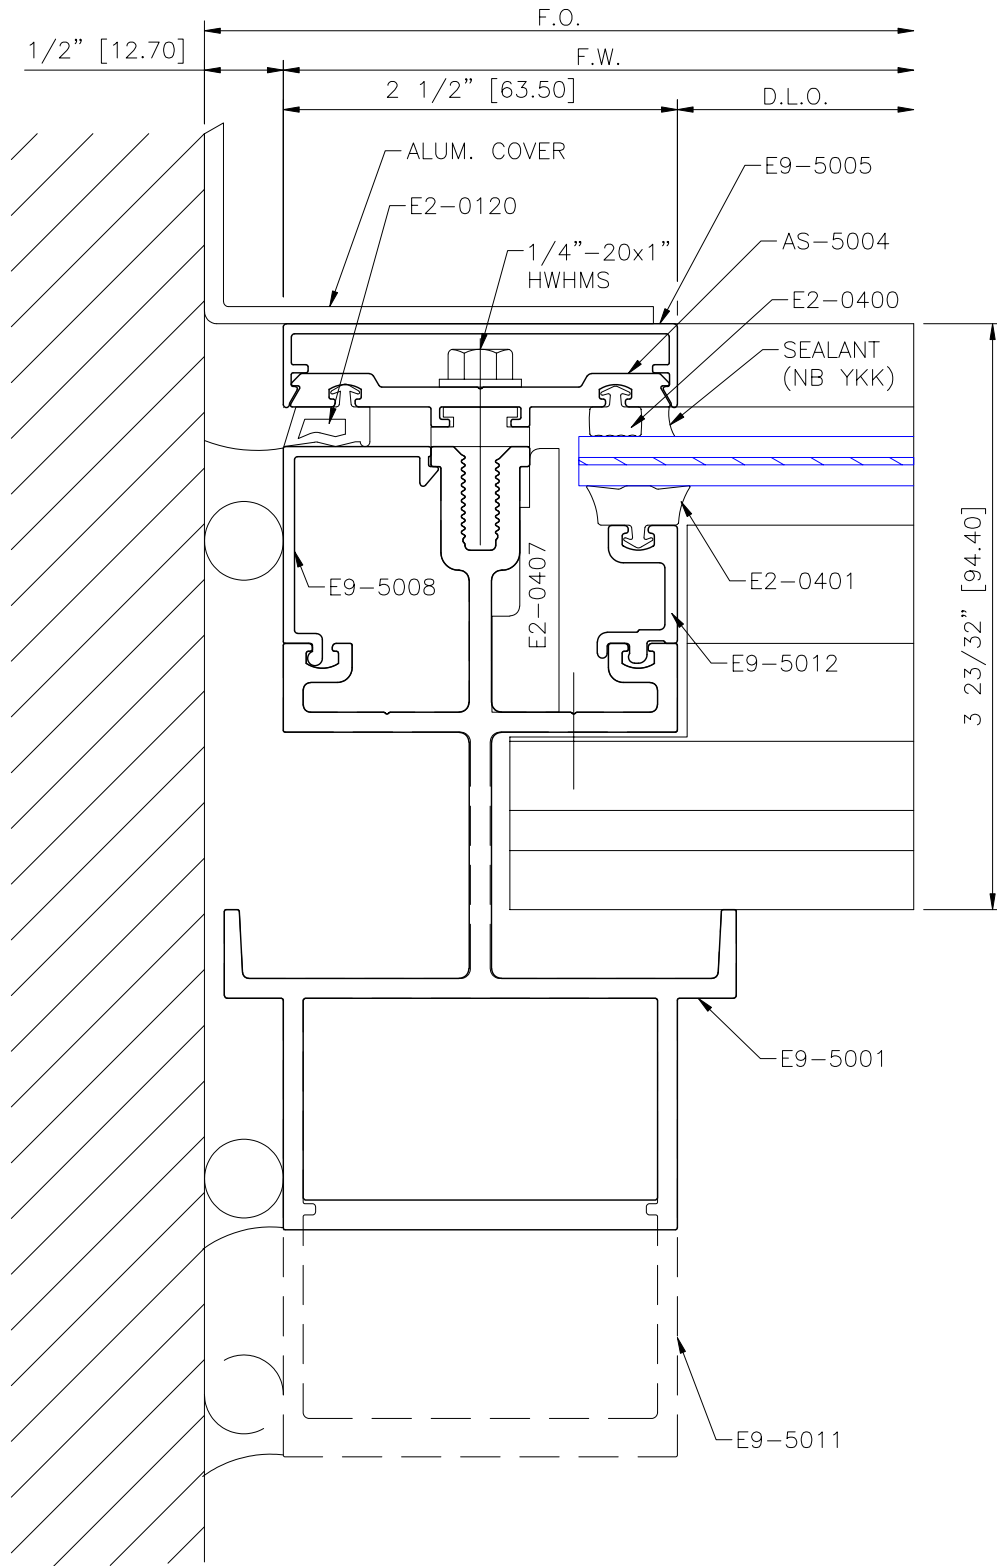 F.O.
1/2" [12.70]
F.W.
2 1/2" [63.50]
D.L.O.
ALUM. COVER
E9-5005
E2-0120
AS-5004
1/4"-20x1"
HWHMS
E2-0400
SEALANT
(NB YKK)
3 23/32" [94.40]
E2-0407
E2-0401
E9-5008
E9-5012
E9-5001
E9-5011